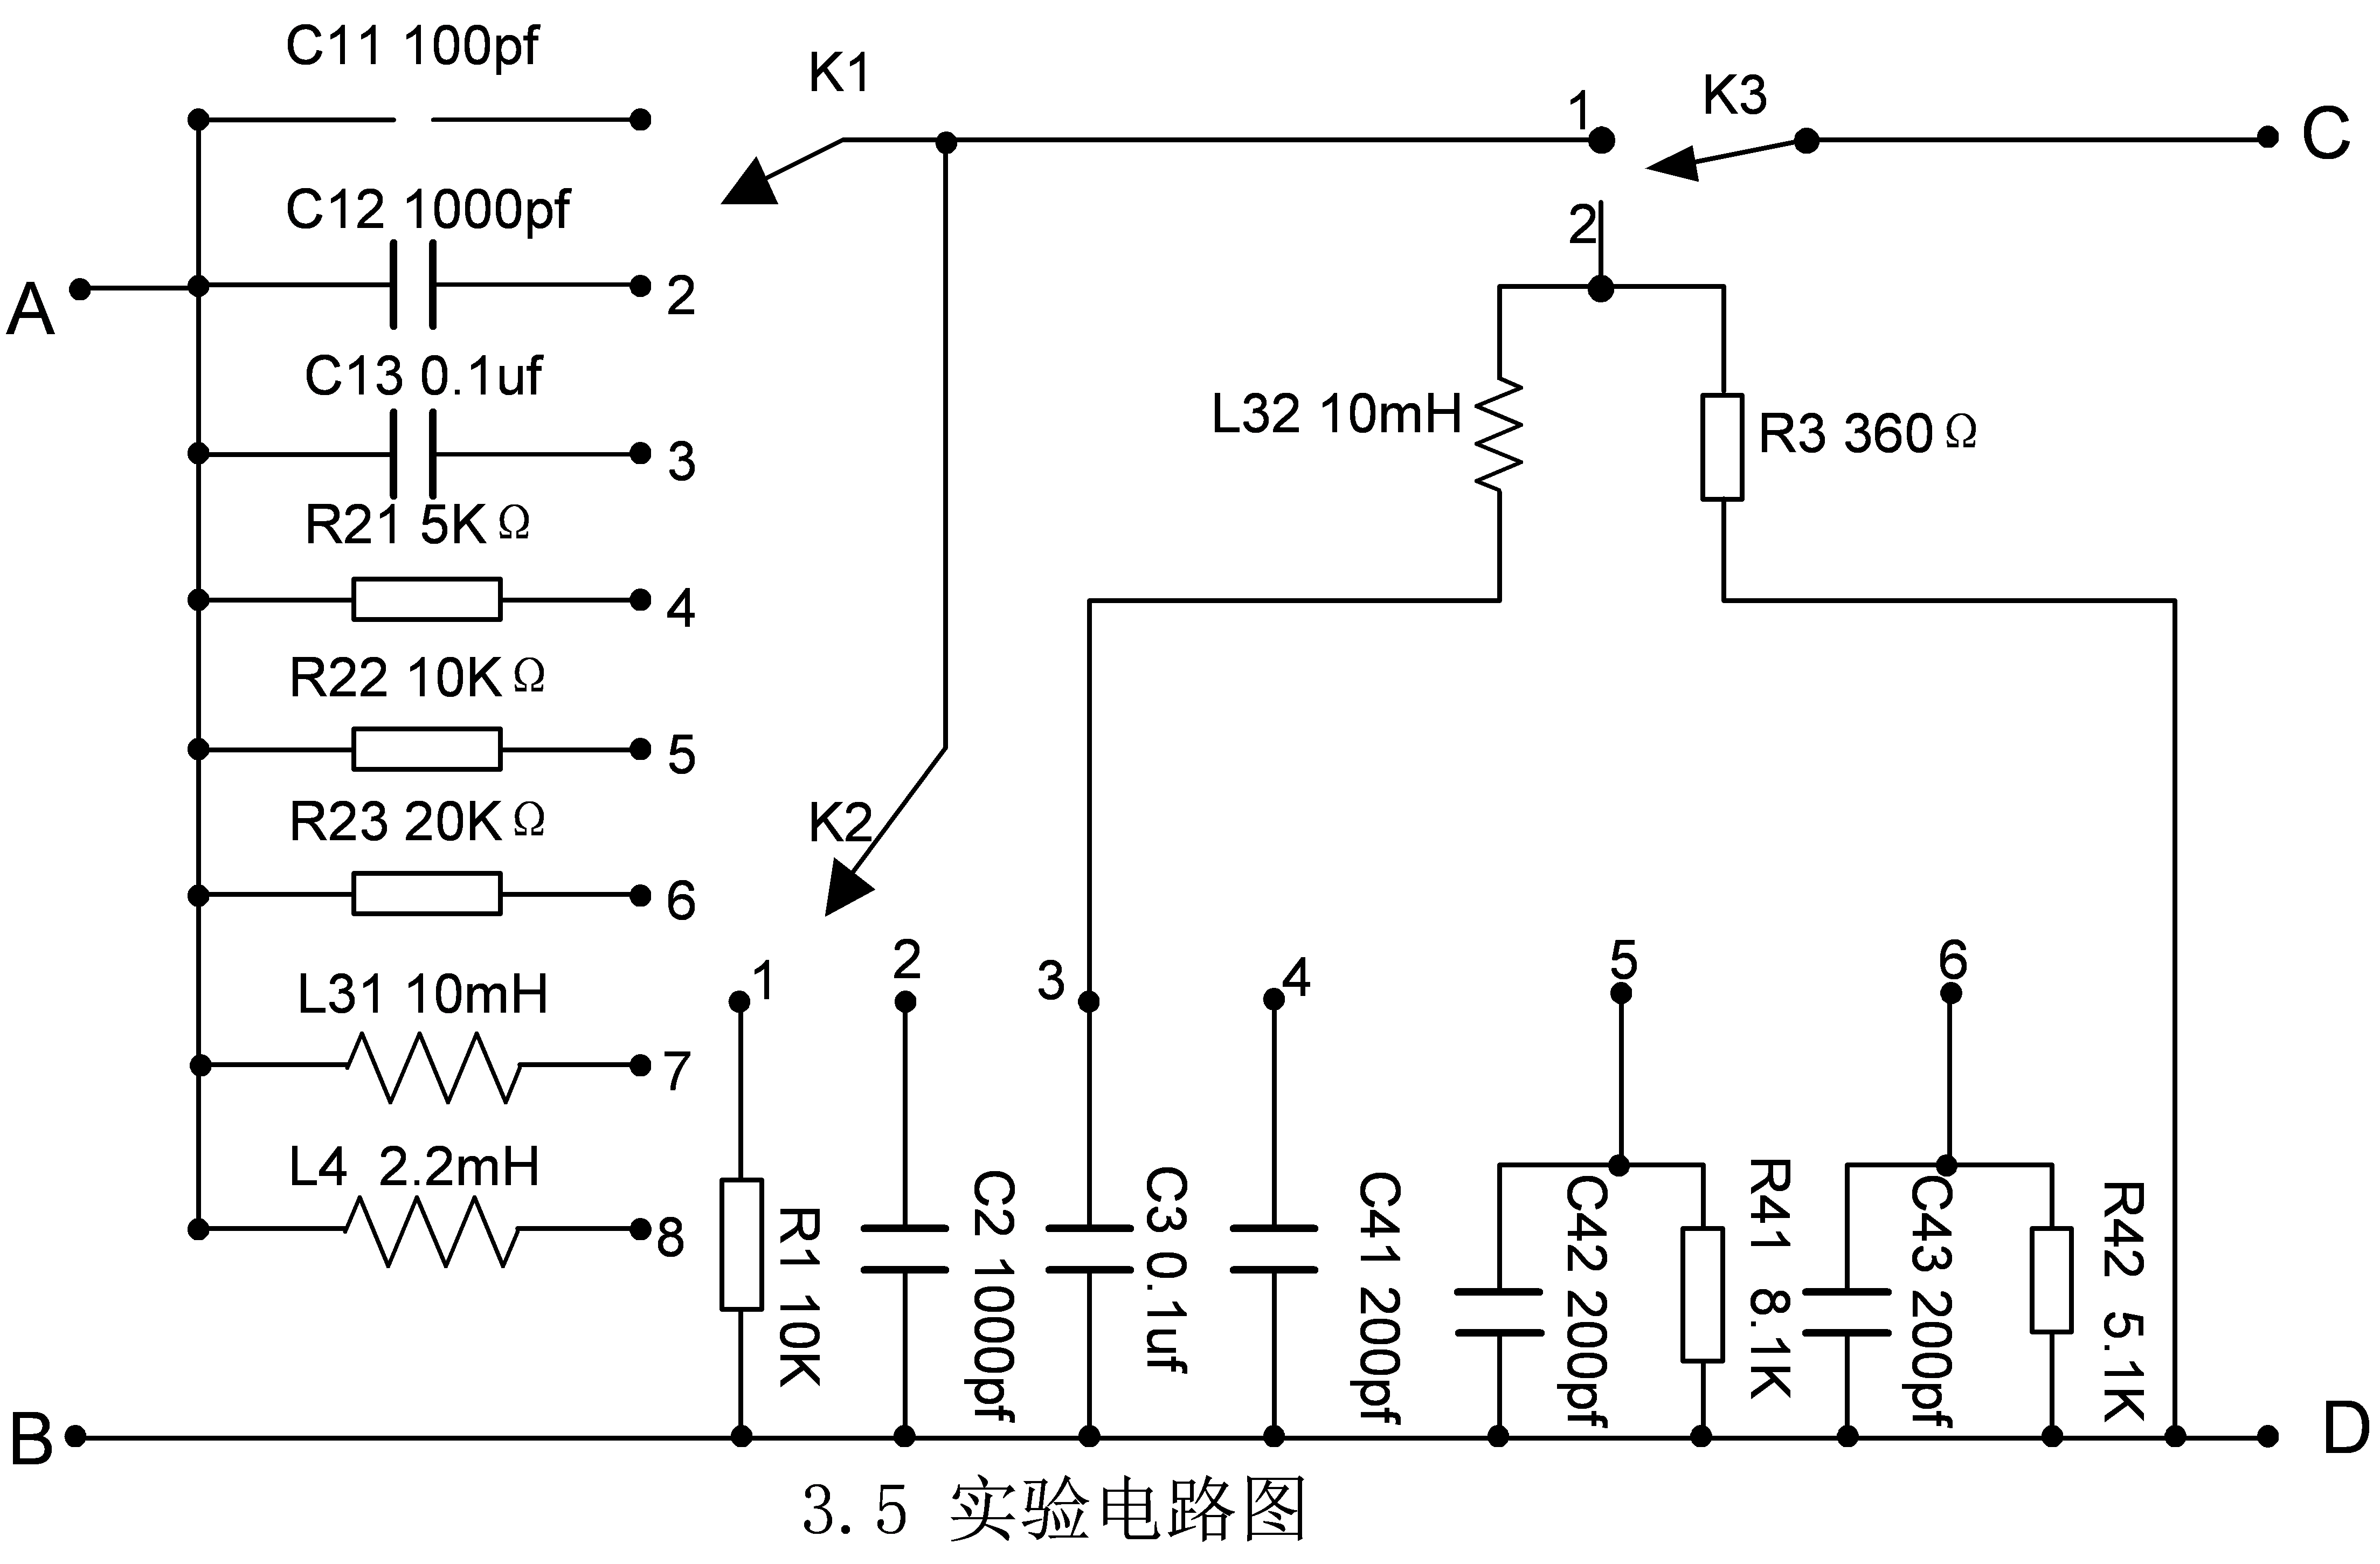 C11 100pf
K1
K3
1
C
C12 1000pf
2
2
A
C13 0.1uf
3
L32 10mH
R3 360Ω
R21 5KΩ
4
R22 10KΩ
5
R23 20KΩ
K2
6
L31 10mH
1
2
3
4
5
6
7
L4 2.2mH
8
R1 10K
C2 1000pf
C3 0.1uf
C41 200pf
C42 200pf
R41 8.1K
C43 200pf
R42 5.1K
B
D
3.5 实验电路图